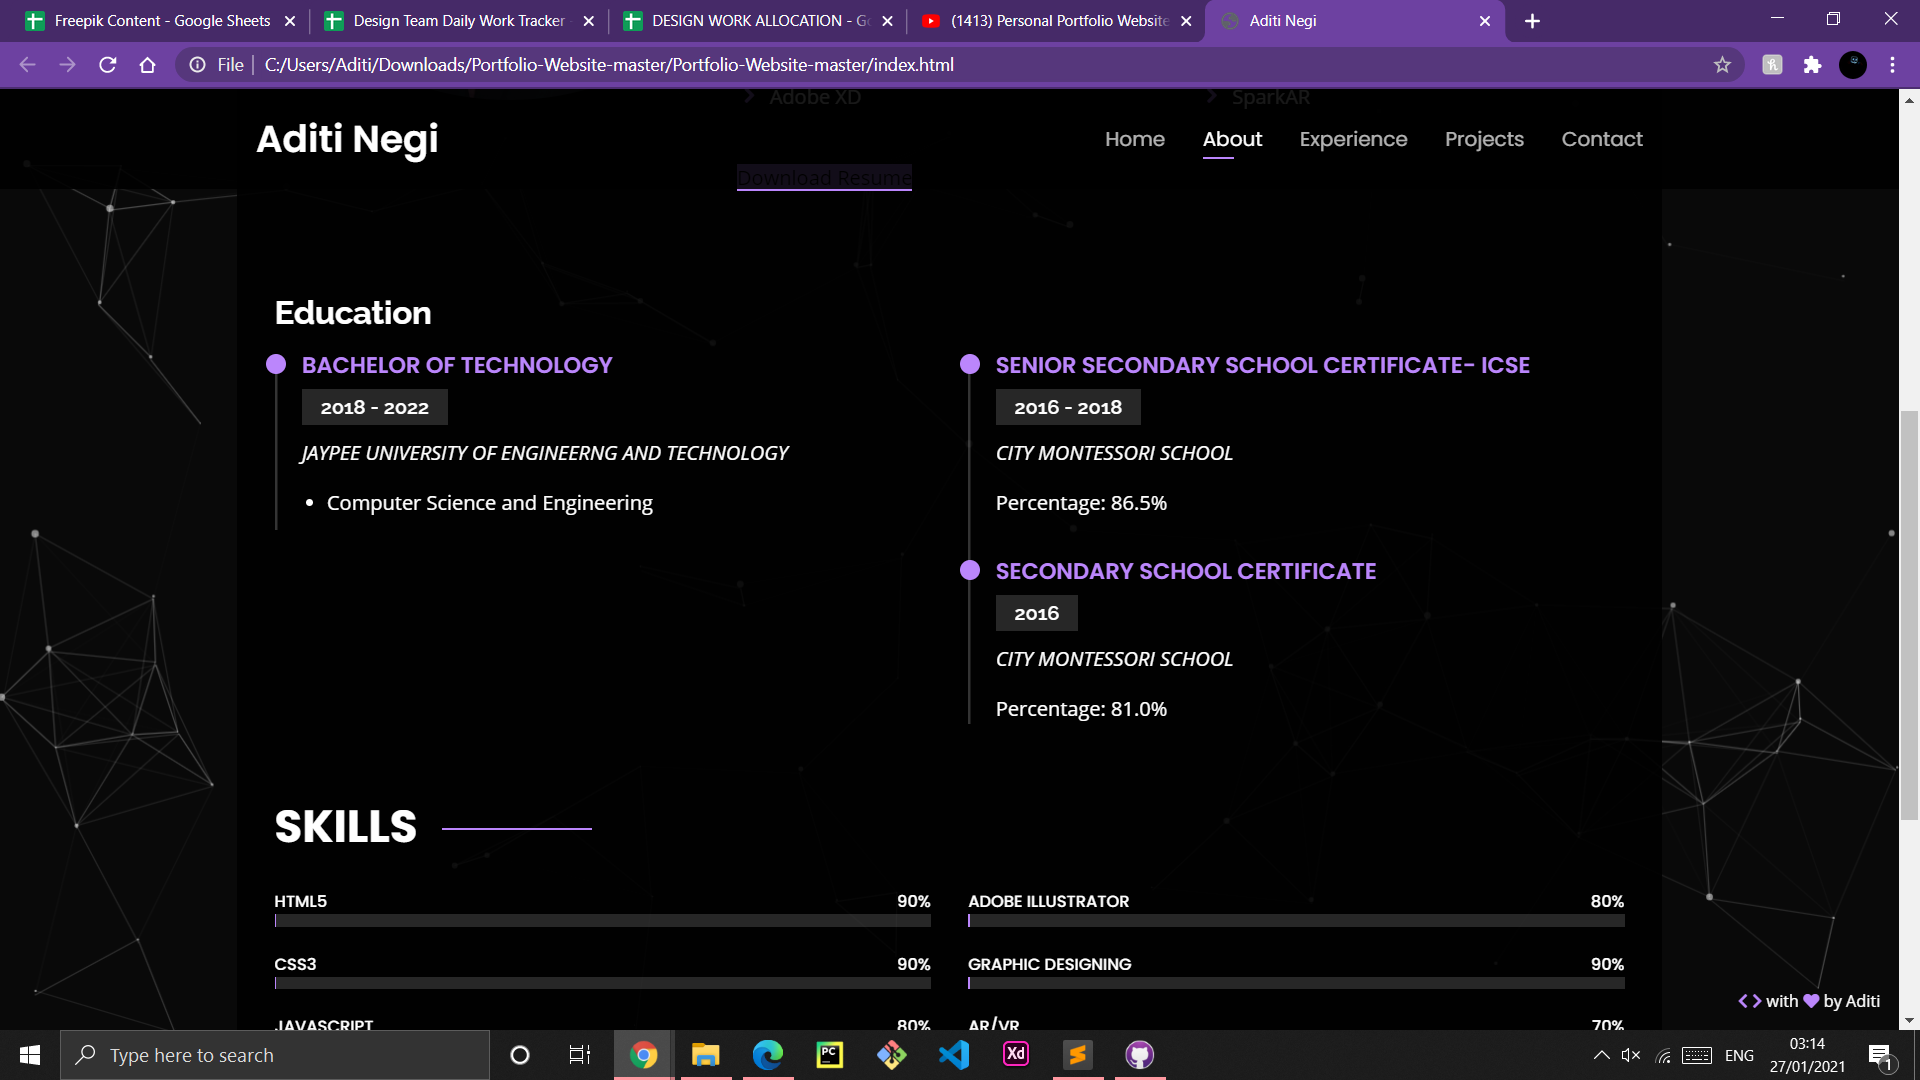 Freepik Content - Google Sheets
Design Team Daily Work Tracker
DESIGN WORK ALLOCATION - Go
(1413) Personal Portfolio Website
Aditi Negi
File
C:/Users/Aditi/Downloads/Portfolio-Website-master/Portfolio-Website-master/index.html
Adobe XD
SparkAR
Aditi Negi
Home
About
Experience
Projects
Contact
Download Resume
Education
BACHELOR OF TECHNOLOGY
2018 - 2022
JAYPEE UNIVERSITY OF ENGINEERNG AND TECHNOLOGY
• Computer Science and Engineering
SENIOR SECONDARY SCHOOL CERTIFICATE- ICSE
2016 - 2018
CITY MONTESSORI SCHOOL
Percentage: 86.5%
SECONDARY SCHOOL CERTIFICATE
2016
CITY MONTESSORI SCHOOL
Percentage: 81.0%
SKILLS
HTML5 90%
ADOBE ILLUSTRATOR 80%
CSS3 90%
GRAPHIC DESIGNING 90%
JAVASCRIPT 80%
AR/VR 70%
<> with ♥ by Aditi
Type here to search
PC
Xd
ENG
03:14
27/01/2021
1